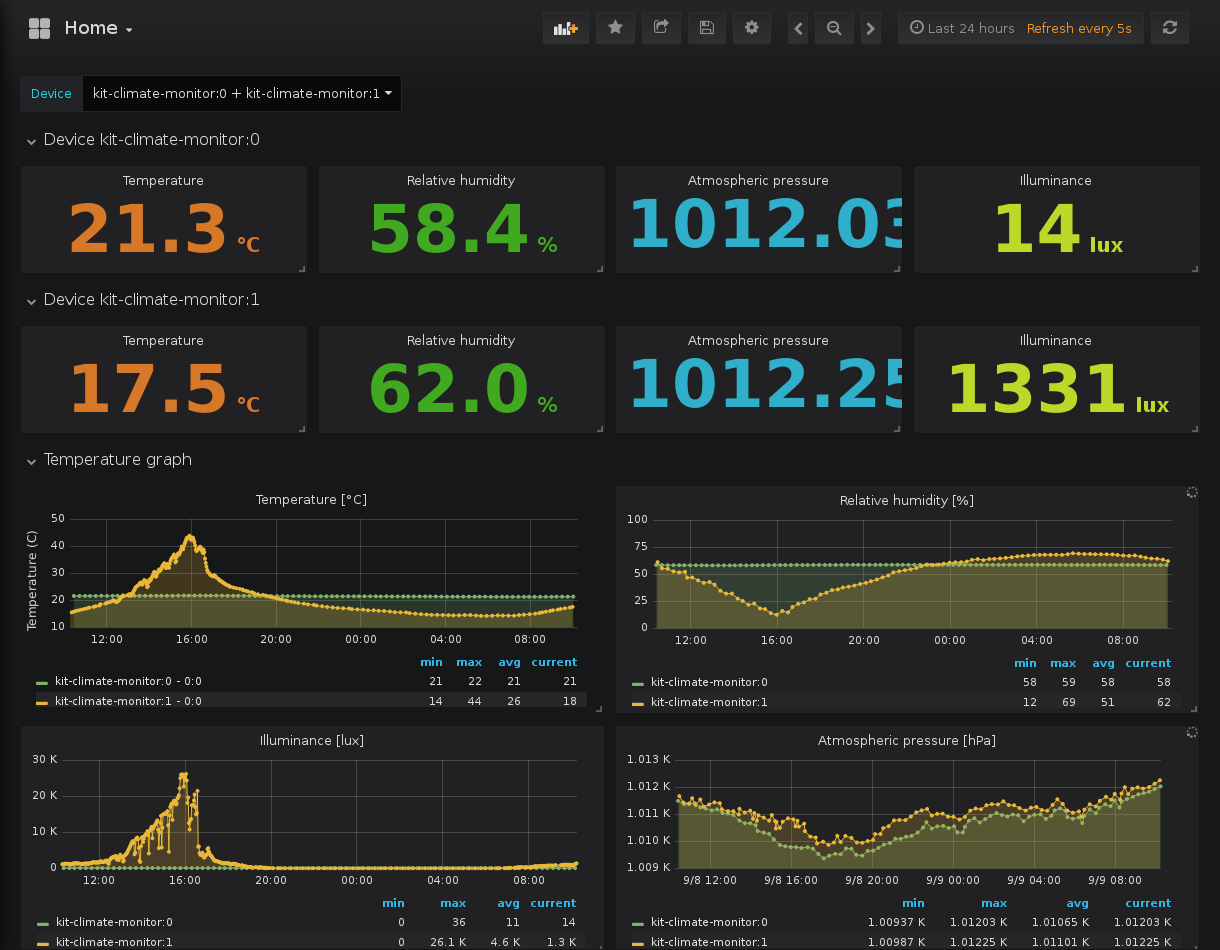 Home
Last 24 hours Refresh every 5s
Device kit-climate-monitor:0 + kit-climate-monitor:1
Device kit-climate-monitor:0
Temperature Relative humidity Atmospheric pressure Illuminance
21.3 °C 58.4 % 1012.03 14 lux
Device kit-climate-monitor:1
Temperature Relative humidity Atmospheric pressure Illuminance
17.5 °C 62.0 % 1012.25 1331 lux
Temperature graph
Temperature [°C]
Temperature (C)
50
40
30
20
10
12:00 16:00 20:00 00:00 04:00 08:00
min max avg current
kit-climate-monitor:0 - 0:0 21 22 21 21
kit-climate-monitor:1 - 0:0 14 44 26 18
Relative humidity [%]
100
75
50
25
0
12:00 16:00 20:00 00:00 04:00 08:00
min max avg current
kit-climate-monitor:0 58 59 58 58
kit-climate-monitor:1 12 69 51 62
Illuminance [lux]
30 K
20 K
10 K
0
12:00 16:00 20:00 00:00 04:00 08:00
min max avg current
kit-climate-monitor:0 0 36 11 14
kit-climate-monitor:1 0 26.1 K 4.6 K 1.3 K
Atmospheric pressure [hPa]
1.013 K
1.012 K
1.011 K
1.010 K
1.009 K
9/8 12:00 9/8 16:00 9/8 20:00 9/9 00:00 9/9 04:00 9/9 08:00
min max avg current
kit-climate-monitor:0 1.00937 K 1.01203 K 1.01065 K 1.01203 K
kit-climate-monitor:1 1.00987 K 1.01225 K 1.01101 K 1.01225 K